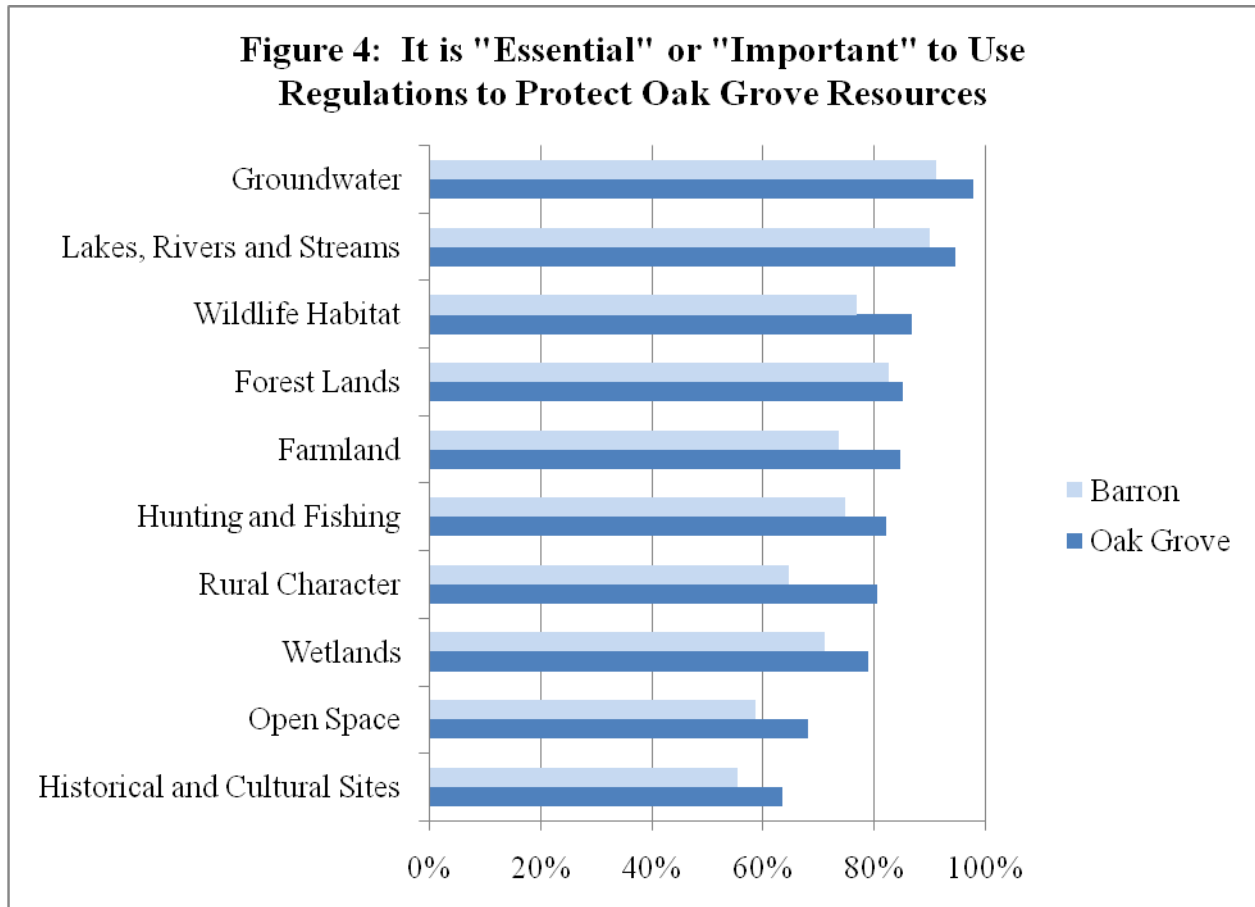 Figure 4:  It is "Essential" or "Important" to Use
Regulations to Protect Oak Grove Resources
Groundwater
Lakes, Rivers and Streams
Wildlife Habitat
Forest Lands
Farmland
Hunting and Fishing
Rural Character
Wetlands
Open Space
Historical and Cultural Sites
Barron
Oak Grove
0% 20% 40% 60% 80% 100%